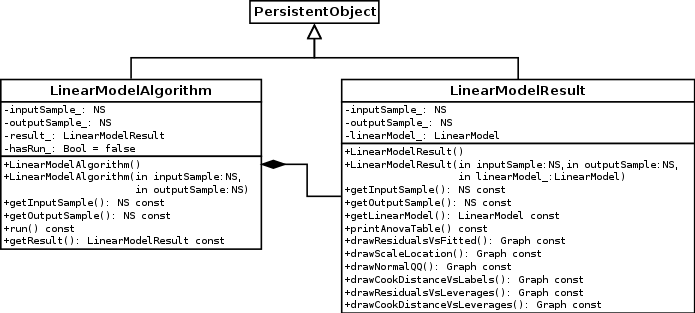 PersistentObject
LinearModelAlgorithm
-inputSample_: NS
-outputSample_: NS
-result_: LinearModelResult
-hasRun_: Bool = false
+LinearModelAlgorithm()
+LinearModelAlgorithm(in inputSample:NS,
in outputSample:NS)
+getInputSample(): NS const
+getOutputSample(): NS const
+run() const
+getResult(): LinearModelResult const
LinearModelResult
-inputSample_: NS
-outputSample_: NS
-linearModel_: LinearModel
+LinearModelResult()
+LinearModelResult(in inputSample:NS,in outputSample:NS,
in linearModel_:LinearModel)
+getInputSample(): NS const
+getOutputSample(): NS const
+getLinearModel(): LinearModel const
+printAnovaTable() const
+drawResidualsVsFitted(): Graph const
+drawScaleLocation(): Graph const
+drawNormalQQ(): Graph const
+drawCookDistanceVsLabels(): Graph const
+drawResidualsVsLeverages(): Graph const
+drawCookDistanceVsLeverages(): Graph const